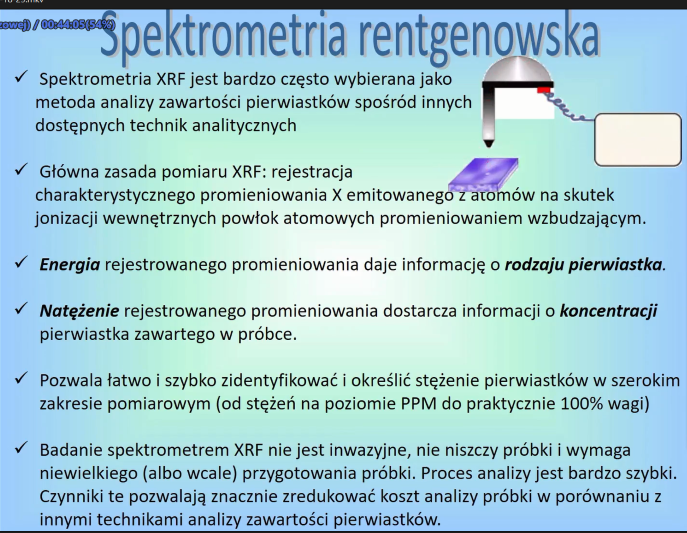 zowej) / 00:44:05(54%)
Spektrometria rentgenowska
✓ Spektrometria XRF jest bardzo często wybierana jako
metoda analizy zawartości pierwiastków spośród innych
dostępnych technik analitycznych
✓ Główna zasada pomiaru XRF: rejestracja
charakterystycznego promieniowania X emitowanego z atomów na skutek
jonizacji wewnętrznych powłok atomowych promieniowaniem wzbudzającym.
✓ Energia rejestrowanego promieniowania daje informację o rodzaju pierwiastka.
✓ Natężenie rejestrowanego promieniowania dostarcza informacji o koncentracji
pierwiastka zawartego w próbce.
✓ Pozwala łatwo i szybko zidentyfikować i określić stężenie pierwiastków w szerokim
zakresie pomiarowym (od stężeń na poziomie PPM do praktycznie 100% wagi)
✓ Badanie spektrometrem XRF nie jest inwazyjne, nie niszczy próbki i wymaga
niewielkiego (albo wcale) przygotowania próbki. Proces analizy jest bardzo szybki.
Czynniki te pozwalają znacznie zredukować koszt analizy próbki w porównaniu z
innymi technikami analizy zawartości pierwiastków.